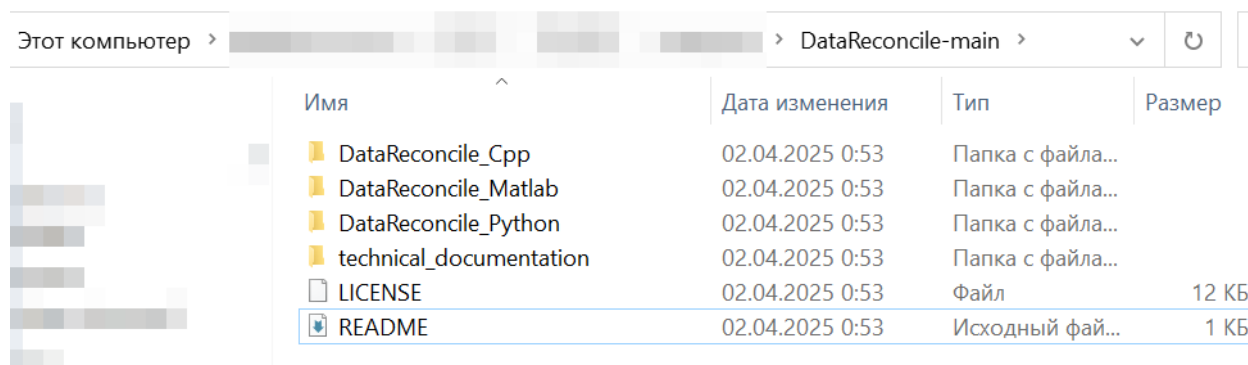 Этот компьютер > > DataReconcile-main >
Имя Дата изменения Тип Размер
DataReconcile_Cpp 02.04.2025 0:53 Папка с файла...
DataReconcile_Matlab 02.04.2025 0:53 Папка с файла...
DataReconcile_Python 02.04.2025 0:53 Папка с файла...
technical_documentation 02.04.2025 0:53 Папка с файла...
LICENSE 02.04.2025 0:53 Файл 12 КБ
README 02.04.2025 0:53 Исходный фай... 1 КБ